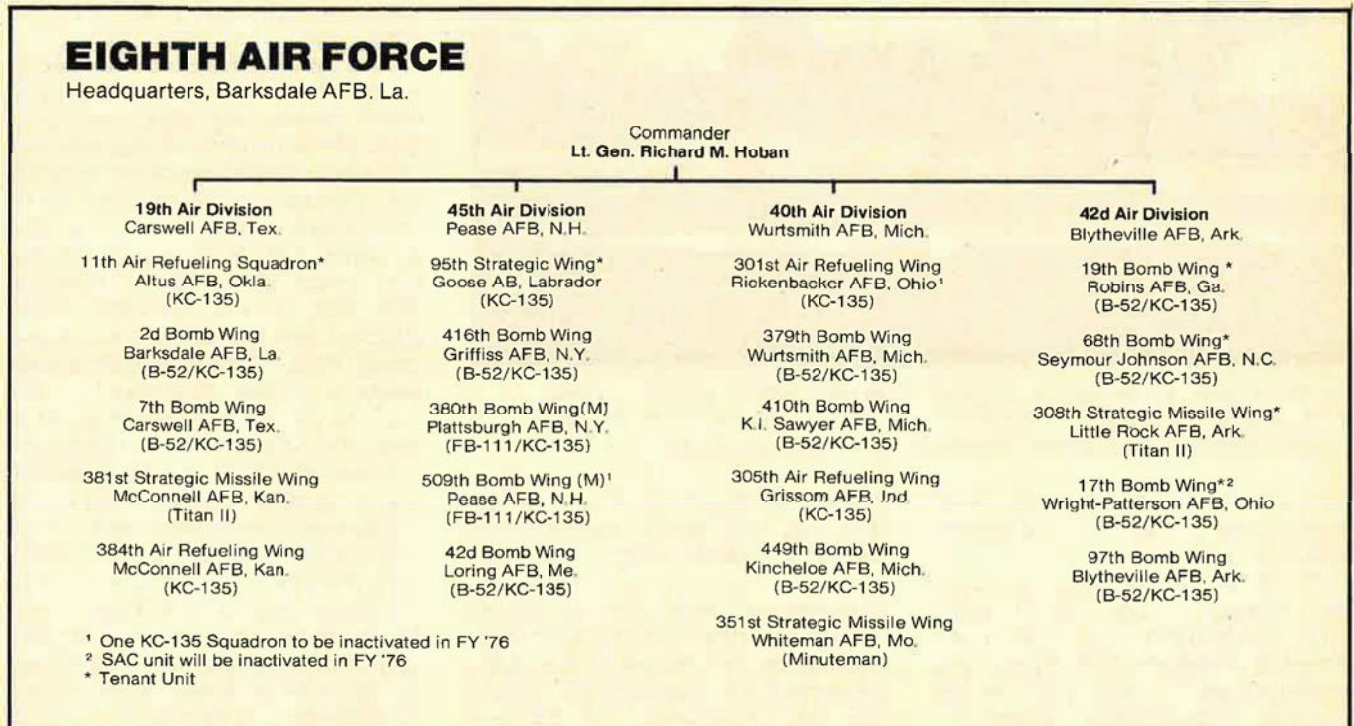 EIGHTH AIR FORCE
Headquarters, Barksdale AFB. La.
Commander
Lt. Gen. Richard M. Hoban
19th Air Division
Carswell AFB, Tex.
11th Air Refueling Squadron*
Altus AFB, Okla.
(KC-135)
2d Bomb Wing
Barksdale AFB, La.
(B-52/KC-135)
7th Bomb Wing
Carswell AFB, Tex.
(B-52/KC-135)
381st Strategic Missile Wing
McConnell AFB, Kan.
(Titan II)
384th Air Refueling Wing
McConnell AFB, Kan.
(KC-135)
45th Air Division
Pease AFB, N.H.
95th Strategic Wing*
Goose AB, Labrador
(KC-135)
416th Bomb Wing
Griffiss AFB, N.Y.
(B-52/KC-135)
380th Bomb Wing(M)
Plattsburgh AFB, N.Y.
(FB-111/KC-135)
509th Bomb Wing (M)¹
Pease AFB, N.H.
(FB-111/KC-135)
42d Bomb Wing
Loring AFB, Me.
(B-52/KC-135)
40th Air Division
Wurtsmith AFB, Mich.
301st Air Refueling Wing
Rickenbacker AFB, Ohio¹
(KC-135)
379th Bomb Wing
Wurtsmith AFB, Mich.
(B-52/KC-135)
410th Bomb Wing
K.I. Sawyer AFB, Mich.
(B-52/KC-135)
305th Air Refueling Wing
Grissom AFB, Ind.
(KC-135)
449th Bomb Wing
Kincheloe AFB, Mich.
(B-52/KC-135)
351st Strategic Missile Wing
Whiteman AFB, Mo.
(Minuteman)
42d Air Division
Blytheville AFB, Ark.
19th Bomb Wing *
Robins AFB, Ga.
(B-52/KC-135)
68th Bomb Wing*
Seymour Johnson AFB, N.C.
(B-52/KC-135)
308th Strategic Missile Wing*
Little Rock AFB, Ark.
(Titan II)
17th Bomb Wing*²
Wright-Patterson AFB, Ohio
(B-52/KC-135)
97th Bomb Wing
Blytheville AFB, Ark.
(B-52/KC-135)
¹ One KC-135 Squadron to be inactivated in FY '76
² SAC unit will be inactivated in FY '76
* Tenant Unit